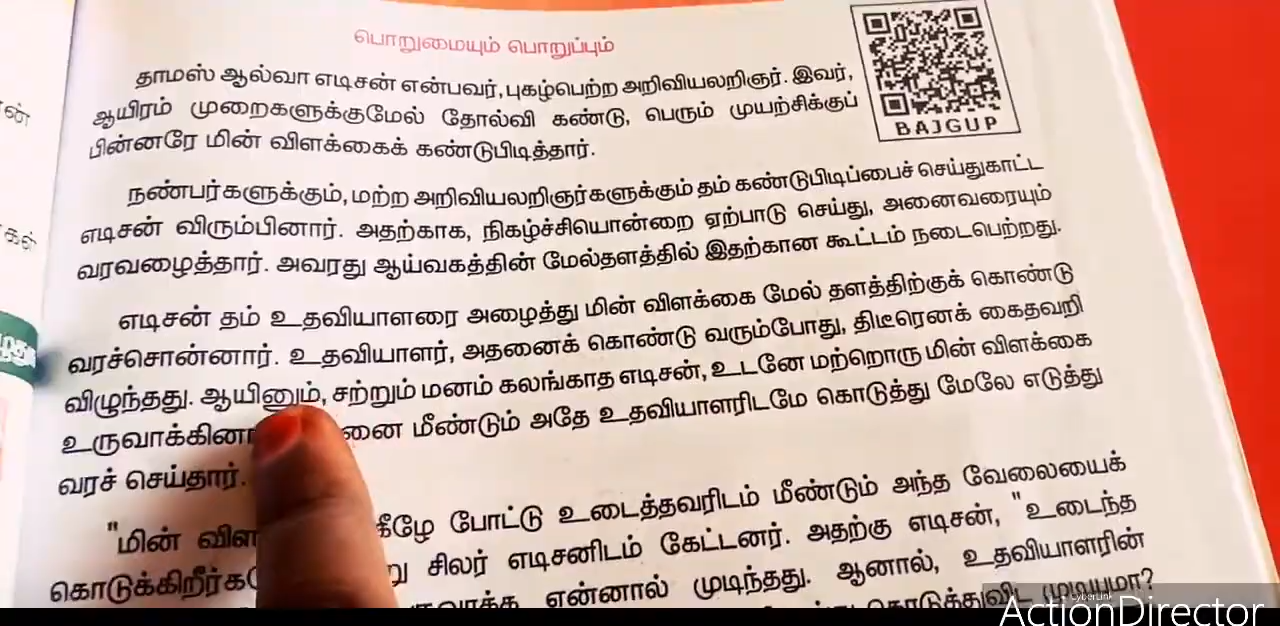 பொறுமையும் பொறுப்பும்
தாமஸ் ஆல்வா எடிசன் என்பவர், புகழ்பெற்ற அறிவியலறிஞர். இவர்,
ஆயிரம் முறைகளுக்குமேல் தோல்வி கண்டு, பெரும் முயற்சிக்குப்
பின்னரே மின் விளக்கைக் கண்டுபிடித்தார்.
BAJGUP
நண்பர்களுக்கும், மற்ற அறிவியலறிஞர்களுக்கும் தம் கண்டுபிடிப்பைச் செய்துகாட்ட
எடிசன் விரும்பினார். அதற்காக, நிகழ்ச்சியொன்றை ஏற்பாடு செய்து, அனைவரையும்
வரவழைத்தார். அவரது ஆய்வகத்தின் மேல்தளத்தில் இதற்கான கூட்டம் நடைபெற்றது.
எடிசன் தம் உதவியாளரை அழைத்து மின் விளக்கை மேல் தளத்திற்குக் கொண்டு
வரச்சொன்னார். உதவியாளர், அதனைக் கொண்டு வரும்போது, திடீரெனக் கைதவறி
விழுந்தது. ஆயினும், சற்றும் மனம் கலங்காத எடிசன், உடனே மற்றொரு மின் விளக்கை
மீண்டும் அதே உதவியாளரிடமே கொடுத்து மேலே எடுத்து
வரச் செய்தார்.
"மின் கீழே போட்டு உடைத்தவரிடம் மீண்டும் அந்த வேலையைக்
சிலர் எடிசனிடம் கேட்டனர். அதற்கு எடிசன், "உடைந்த
என்னால் முடிந்தது. ஆனால், உதவியாளரின்
CyberLink
ActionDirector